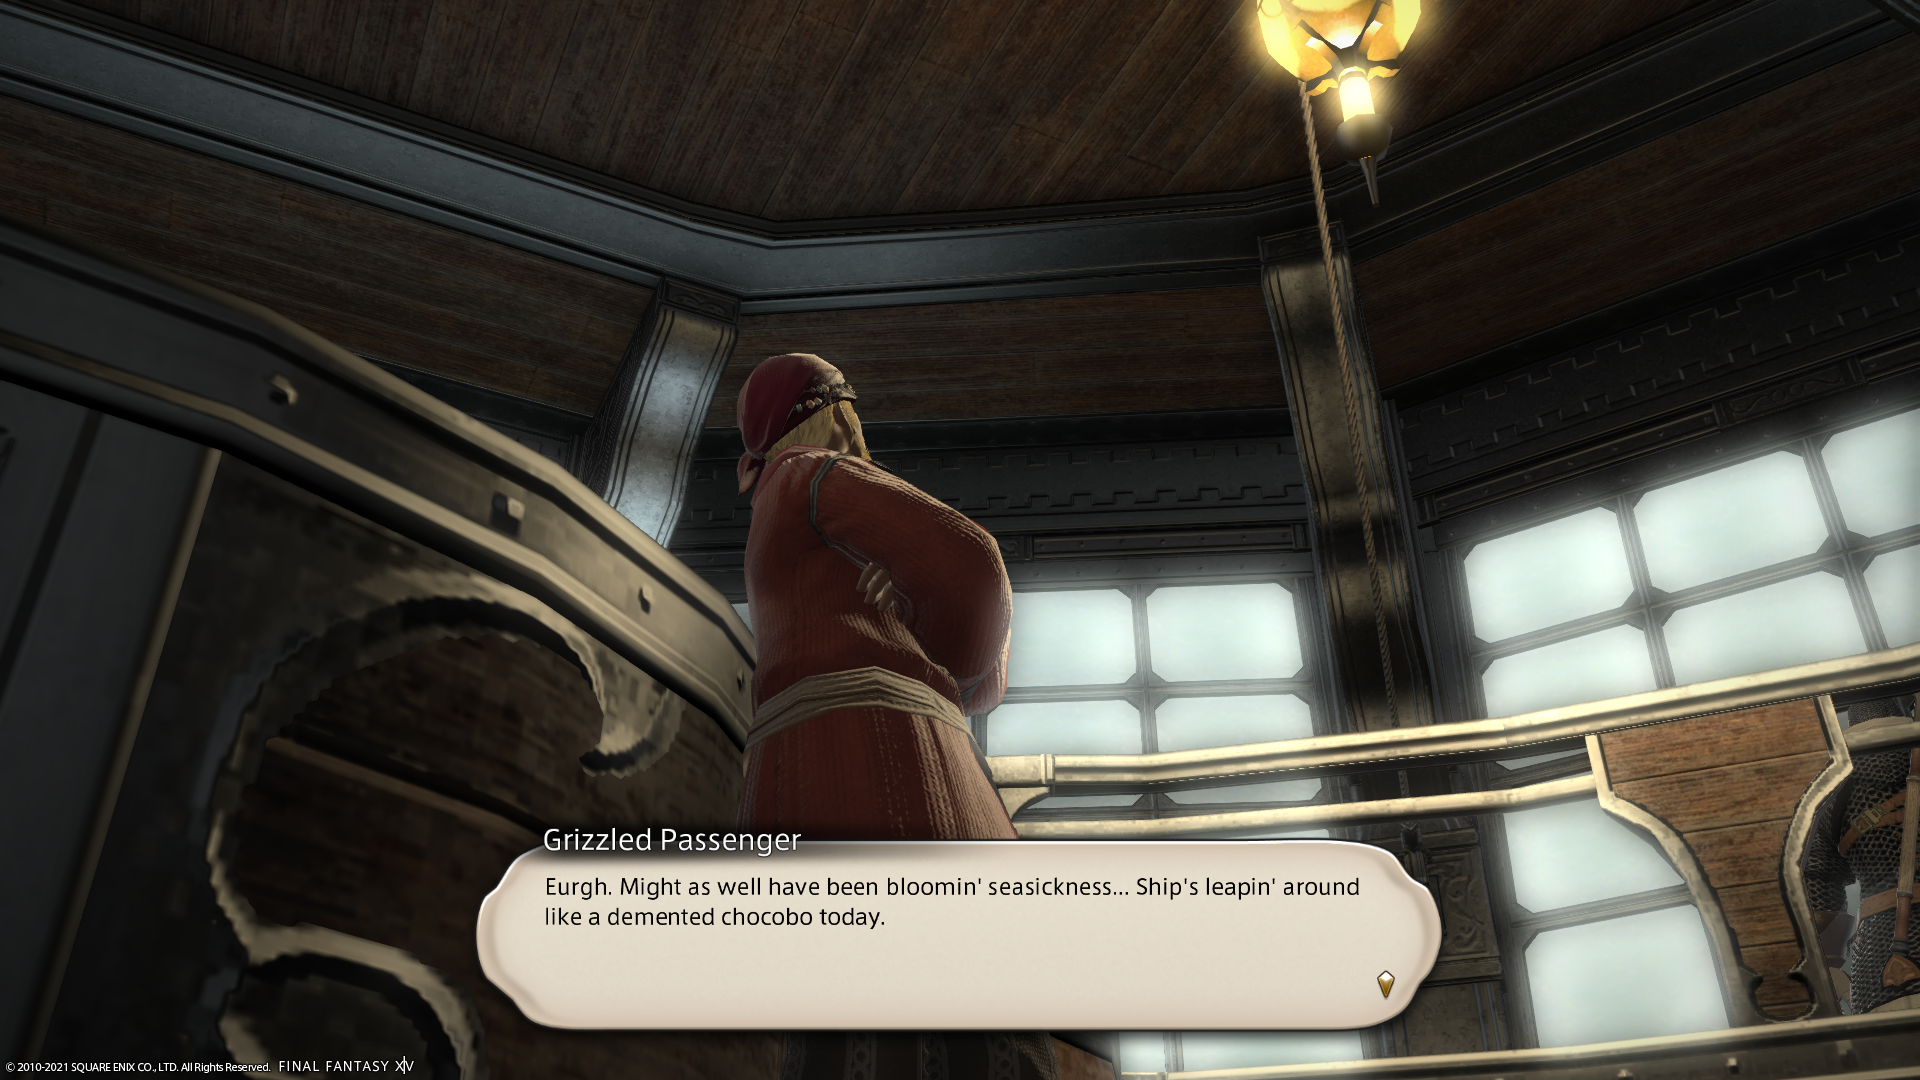 Grizzled Passenger
Eurgh. Might as well have been bloomin' seasickness... Ship's leapin' around
like a demented chocobo today.
© 2010-2021 SQUARE ENIX CO., LTD. All Rights Reserved. FINAL FANTASY XIV